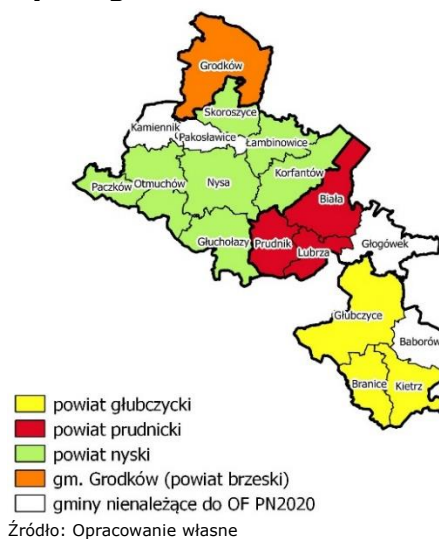 Grodków
Skoroszyce
Kamiennik
Pakosławice
Łambinowice
Paczków
Otmuchów
Nysa
Korfantów
Biała
Głuchołazy
Prudnik
Lubrza
Głogówek
Głubczyce
Baborów
Branice
Kietrz
powiat głubczycki
powiat prudnicki
powiat nyski
gm. Grodków (powiat brzeski)
gminy nienależące do OF PN2020
Źródło: Opracowanie własne